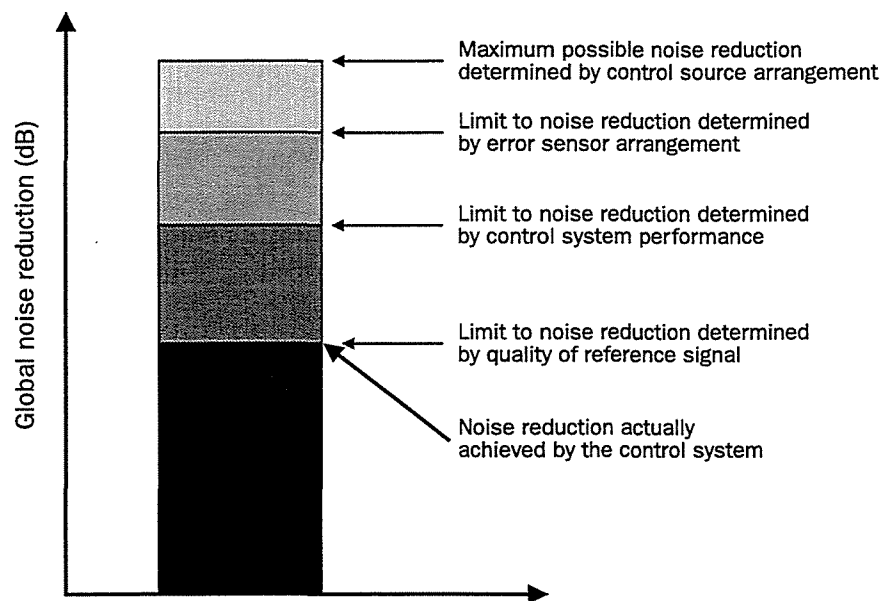 Global noise reduction (dB)
Maximum possible noise reduction
determined by control source arrangement
Limit to noise reduction determined
by error sensor arrangement
Limit to noise reduction determined
by control system performance
Limit to noise reduction determined
by quality of reference signal
Noise reduction actually
achieved by the control system